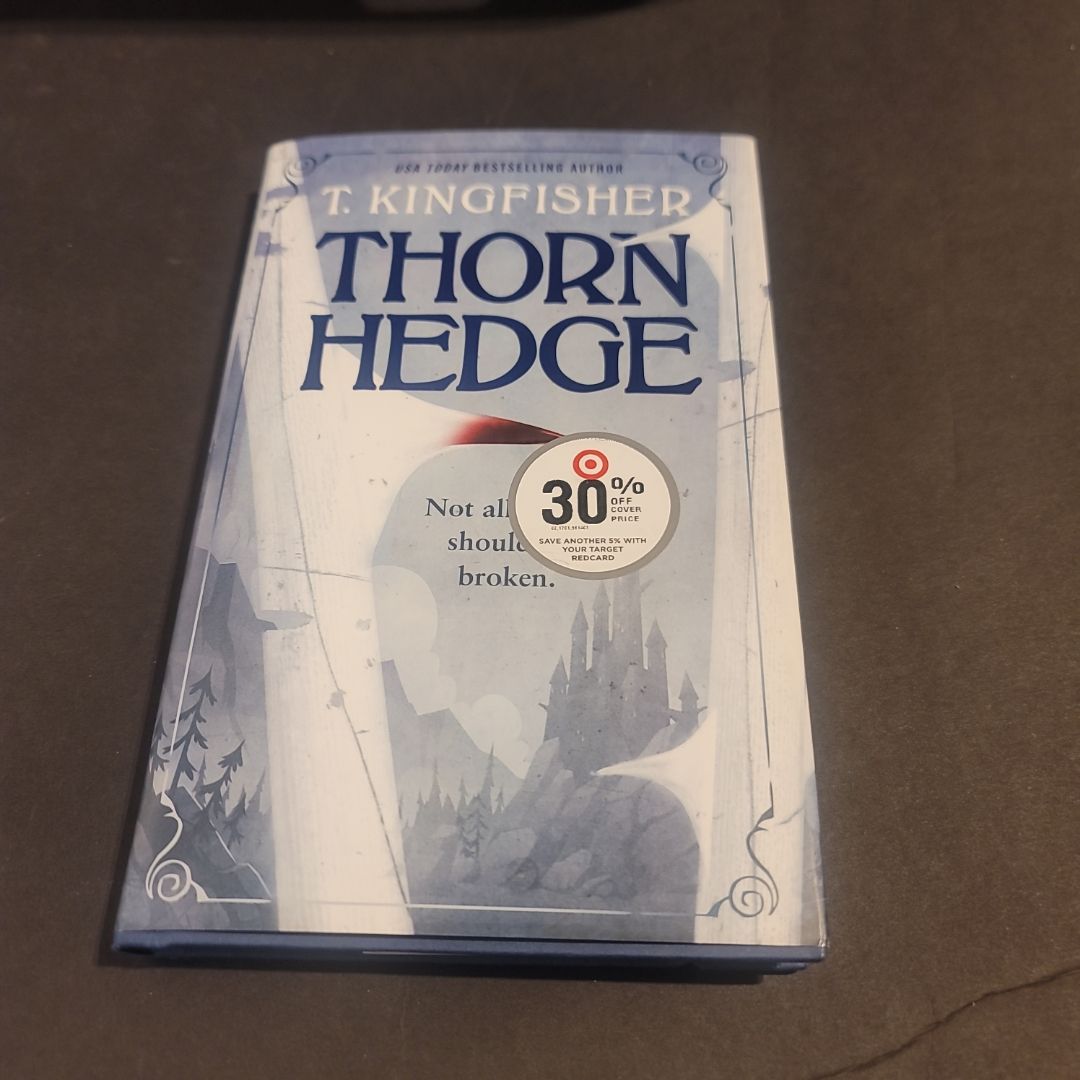 USA TODAY BESTSELLING AUTHOR
T. KINGFISHER
THORN
HEDGE
Not all
should
broken.
30%
OFF
COVER
PRICE
SAVE ANOTHER 5% WITH
YOUR TARGET
REDCARD